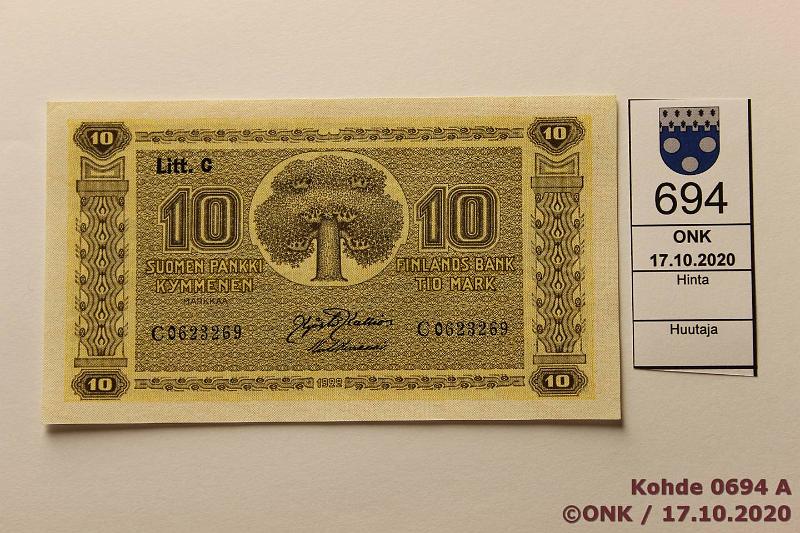 10
10
Litt. C
10
10
SUOMEN PANKKI
FINLANDS BANK
KYMMENEN
TIO MARK
MARKKAA
C0623269
C0623269
10
1922
10
694
ONK
17.10.2020
Hinta
Huutaja
Kohde 0694 A
©ONK / 17.10.2020